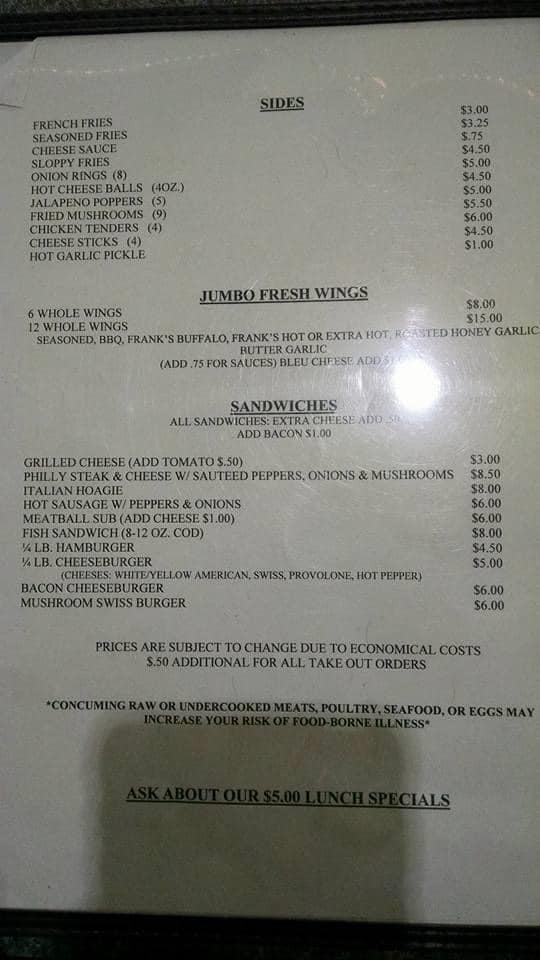 SIDES
FRENCH FRIES $3.00
SEASONED FRIES $3.25
CHEESE SAUCE $.75
SLOPPY FRIES $4.50
ONION RINGS (8) $5.00
HOT CHEESE BALLS (4OZ.) $4.50
JALAPENO POPPERS (5) $5.00
FRIED MUSHROOMS (9) $5.50
CHICKEN TENDERS (4) $6.00
CHEESE STICKS (4) $4.50
HOT GARLIC PICKLE $1.00
JUMBO FRESH WINGS
6 WHOLE WINGS $8.00
12 WHOLE WINGS $15.00
SEASONED, BBQ, FRANK'S BUFFALO, FRANK'S HOT OR EXTRA HOT, ROASTED HONEY GARLIC
BUTTER GARLIC
(ADD .75 FOR SAUCES) BLEU CHEESE ADD
SANDWICHES
ALL SANDWICHES: EXTRA CHEESE ADD .50
ADD BACON $1.00
GRILLED CHEESE (ADD TOMATO $.50) $3.00
PHILLY STEAK & CHEESE W/ SAUTEED PEPPERS, ONIONS & MUSHROOMS $8.50
ITALIAN HOAGIE $8.00
HOT SAUSAGE W/ PEPPERS & ONIONS $6.00
MEATBALL SUB (ADD CHEESE $1.00) $6.00
FISH SANDWICH (8-12 OZ. COD) $8.00
¼ LB. HAMBURGER $4.50
¼ LB. CHEESEBURGER $5.00
(CHEESES: WHITE/YELLOW AMERICAN, SWISS, PROVOLONE, HOT PEPPER)
BACON CHEESEBURGER $6.00
MUSHROOM SWISS BURGER $6.00
PRICES ARE SUBJECT TO CHANGE DUE TO ECONOMICAL COSTS
$.50 ADDITIONAL FOR ALL TAKE OUT ORDERS
*CONCUMING RAW OR UNDERCOOKED MEATS, POULTRY, SEAFOOD, OR EGGS MAY
INCREASE YOUR RISK OF FOOD-BORNE ILLNESS*
ASK ABOUT OUR $5.00 LUNCH SPECIALS